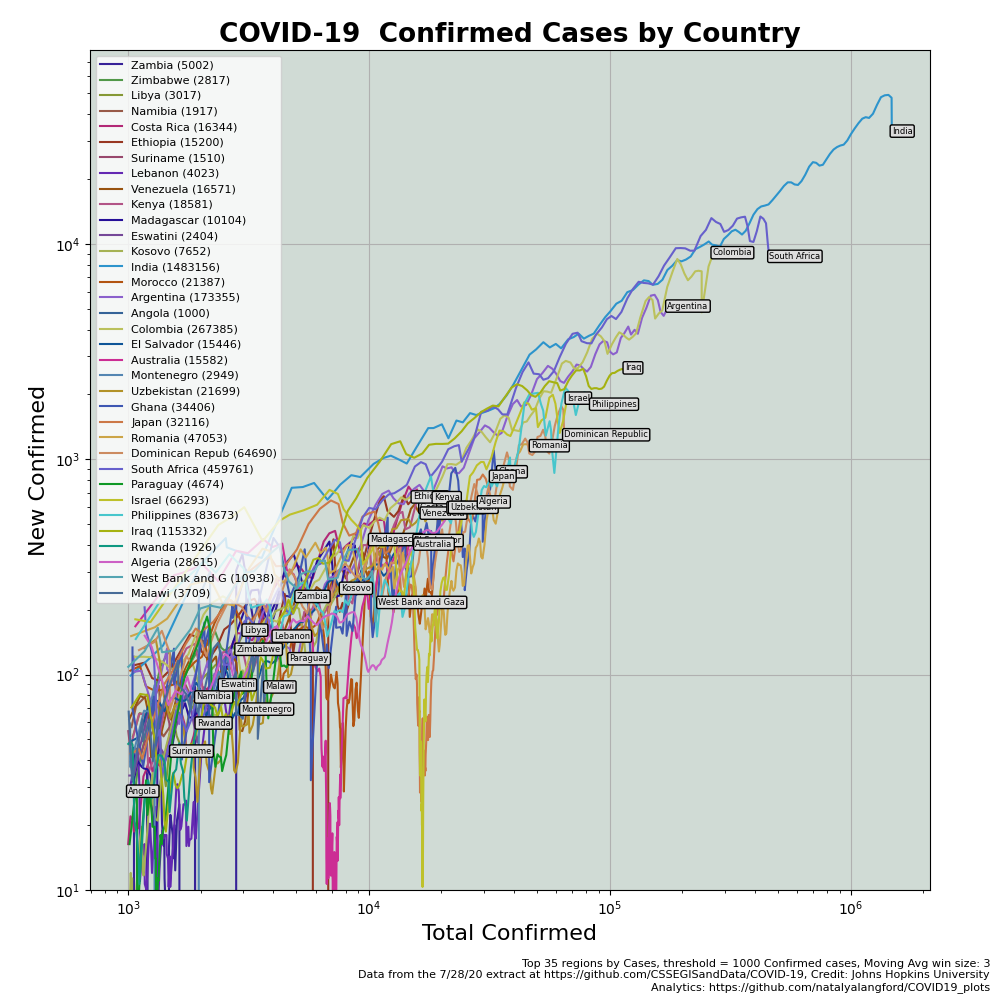 COVID-19  Confirmed Cases by Country
Zambia (5002)
Zimbabwe (2817)
Libya (3017)
Namibia (1917)
Costa Rica (16344)
Ethiopia (15200)
Suriname (1510)
Lebanon (4023)
Venezuela (16571)
Kenya (18581)
Madagascar (10104)
Eswatini (2404)
Kosovo (7652)
India (1483156)
Morocco (21387)
Argentina (173355)
Angola (1000)
Colombia (267385)
El Salvador (15446)
Australia (15582)
Montenegro (2949)
Uzbekistan (21699)
Ghana (34406)
Japan (32116)
Romania (47053)
Dominican Repub (64690)
South Africa (459761)
Paraguay (4674)
Israel (66293)
Philippines (83673)
Iraq (115332)
Rwanda (1926)
Algeria (28615)
West Bank and G (10938)
Malawi (3709)
India
Colombia
South Africa
Argentina
Iraq
Israel
Philippines
Dominican Republic
Romania
Japan
Kenya
Algeria
Australia
Kosovo
Zambia
West Bank and Gaza
Libya
Lebanon
Zimbabwe
Paraguay
Eswatini
Malawi
Namibia
Montenegro
Rwanda
Suriname
Angola
New Confirmed
10⁴
10³
10²
10¹
10³ 10⁴ 10⁵ 10⁶
Total Confirmed
Top 35 regions by Cases, threshold = 1000 Confirmed cases, Moving Avg win size: 3
Data from the 7/28/20 extract at https://github.com/CSSEGISandData/COVID-19, Credit: Johns Hopkins University
Analytics: https://github.com/natalyalangford/COVID19_plots